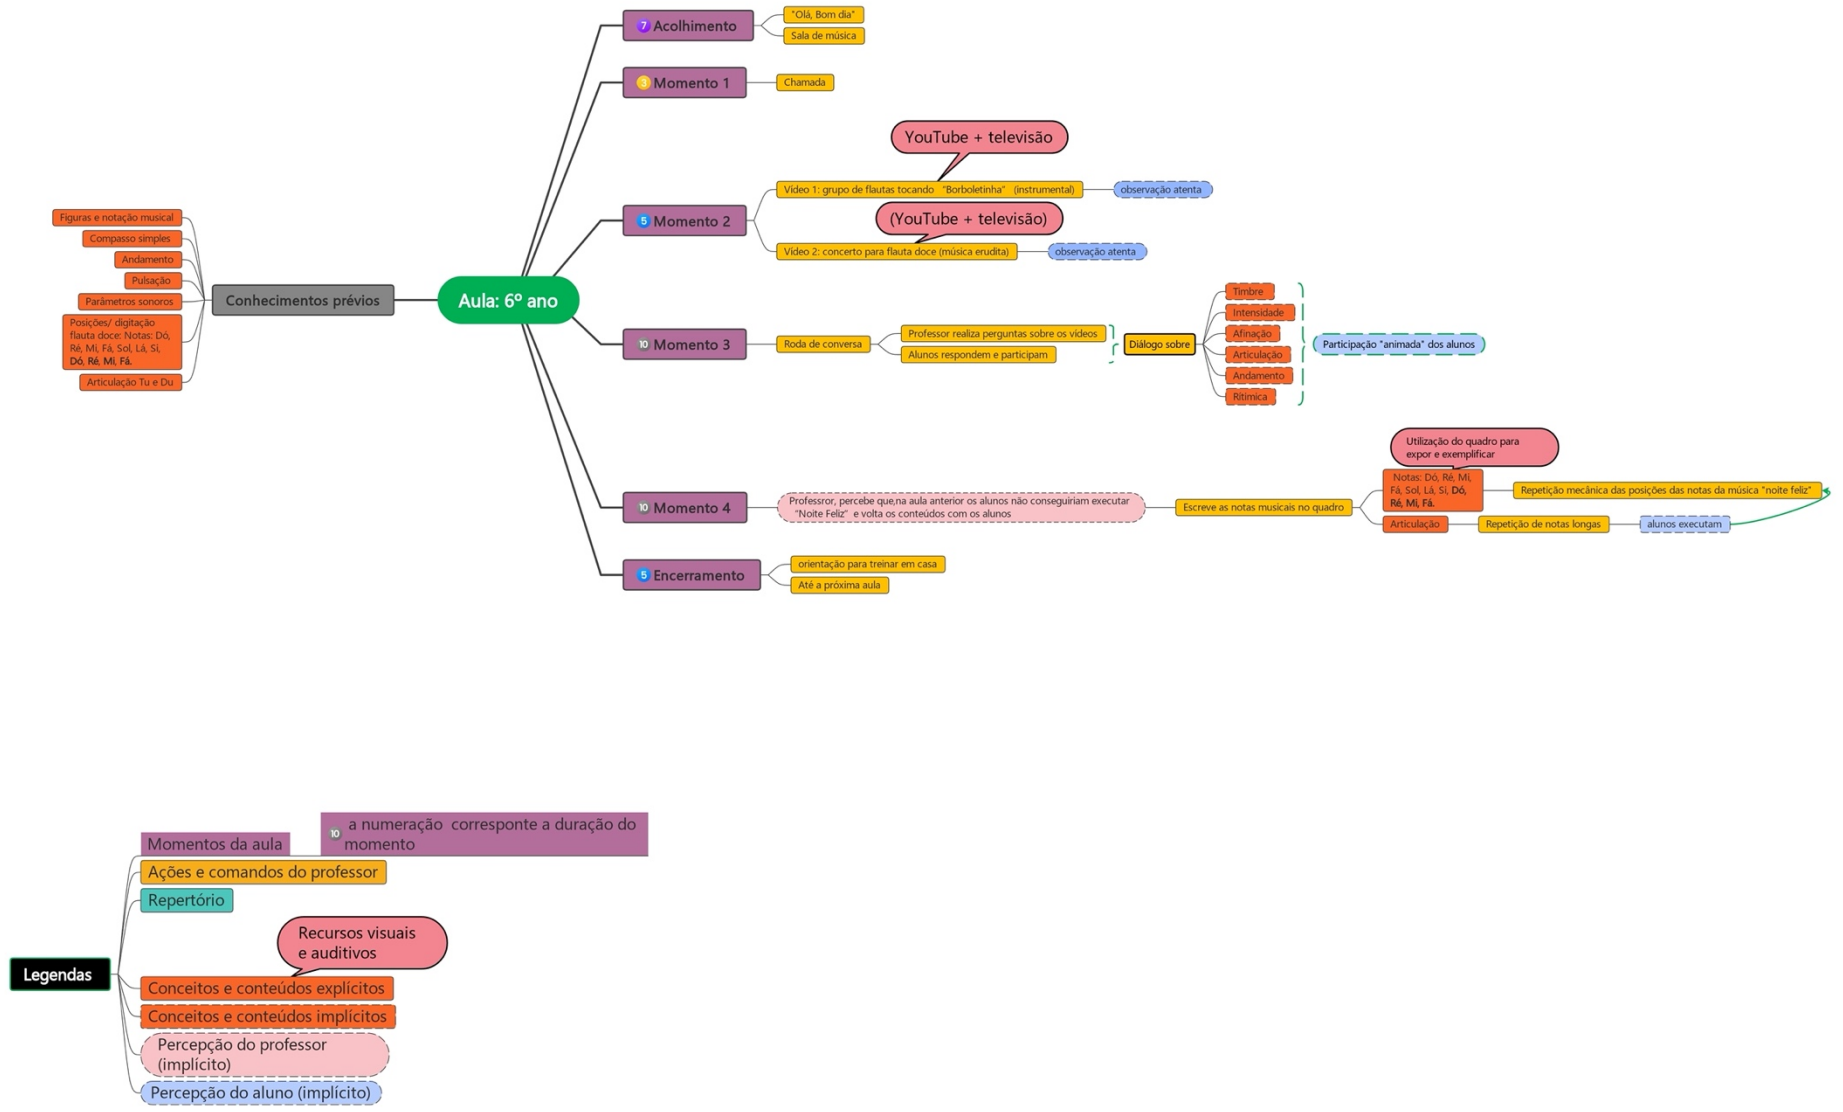 7 Acolhimento
"Olá, Bom dia"
Sala de música
3 Momento 1
Chamada
YouTube + televisão
5 Momento 2
Vídeo 1: grupo de flautas tocando "Borboletinha" (instrumental)
observação atenta
(YouTube + televisão)
Vídeo 2: concerto para flauta doce (música erudita)
observação atenta
Figuras e notação musical
Compasso simples
Andamento
Pulsação
Parâmetros sonoros
Posições/ digitação
flauta doce: Notas: Dó,
Ré, Mi, Fá, Sol, Lá, Si,
Dó, Ré, Mi, Fá.
Articulação Tu e Du
Conhecimentos prévios
Aula: 6º ano
10 Momento 3
Roda de conversa
Professor realiza perguntas sobre os vídeos
Alunos respondem e participam
Diálogo sobre
Timbre
Intensidade
Afinação
Articulação
Andamento
Rítimica
Participação "animada" dos alunos
10 Momento 4
Professror, percebe que,na aula anterior os alunos não conseguiriam executar
"Noite Feliz" e volta os conteúdos com os alunos
Escreve as notas musicais no quadro
Utilização do quadro para
expor e exemplificar
Notas: Dó, Ré, Mi,
Fá, Sol, Lá, Si, Dó,
Ré, Mi, Fá.
Repetição mecânica das posições das notas da música "noite feliz"
Articulação
Repetição de notas longas
alunos executam
5 Encerramento
orientação para treinar em casa
Até a próxima aula
Legendas
Momentos da aula
10 a numeração corresponte a duração do
momento
Ações e comandos do professor
Repertório
Recursos visuais
e auditivos
Conceitos e conteúdos explícitos
Conceitos e conteúdos implícitos
Percepção do professor
(implícito)
Percepção do aluno (implícito)